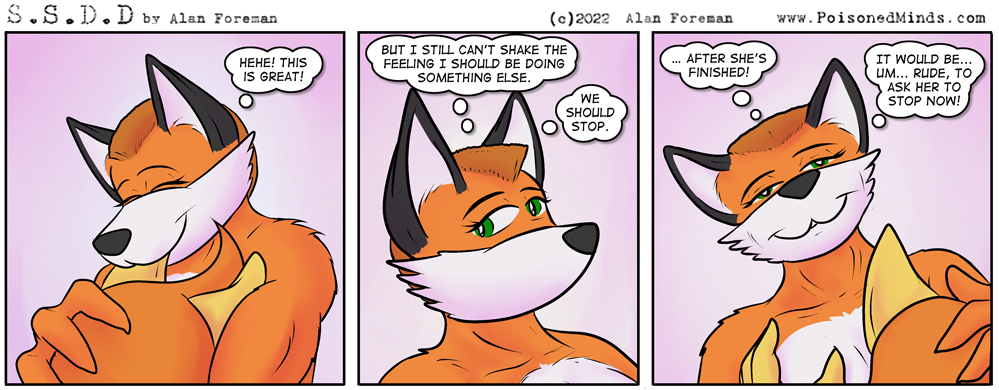 S.S.D.D by Alan Foreman (c)2022 Alan Foreman www.PoisonedMinds.com
HEHE! THIS
IS GREAT!
BUT I STILL CAN'T SHAKE THE
FEELING I SHOULD BE DOING
SOMETHING ELSE.
WE
SHOULD
STOP.
... AFTER SHE'S
FINISHED!
IT WOULD BE...
UM... RUDE, TO
ASK HER TO
STOP NOW!